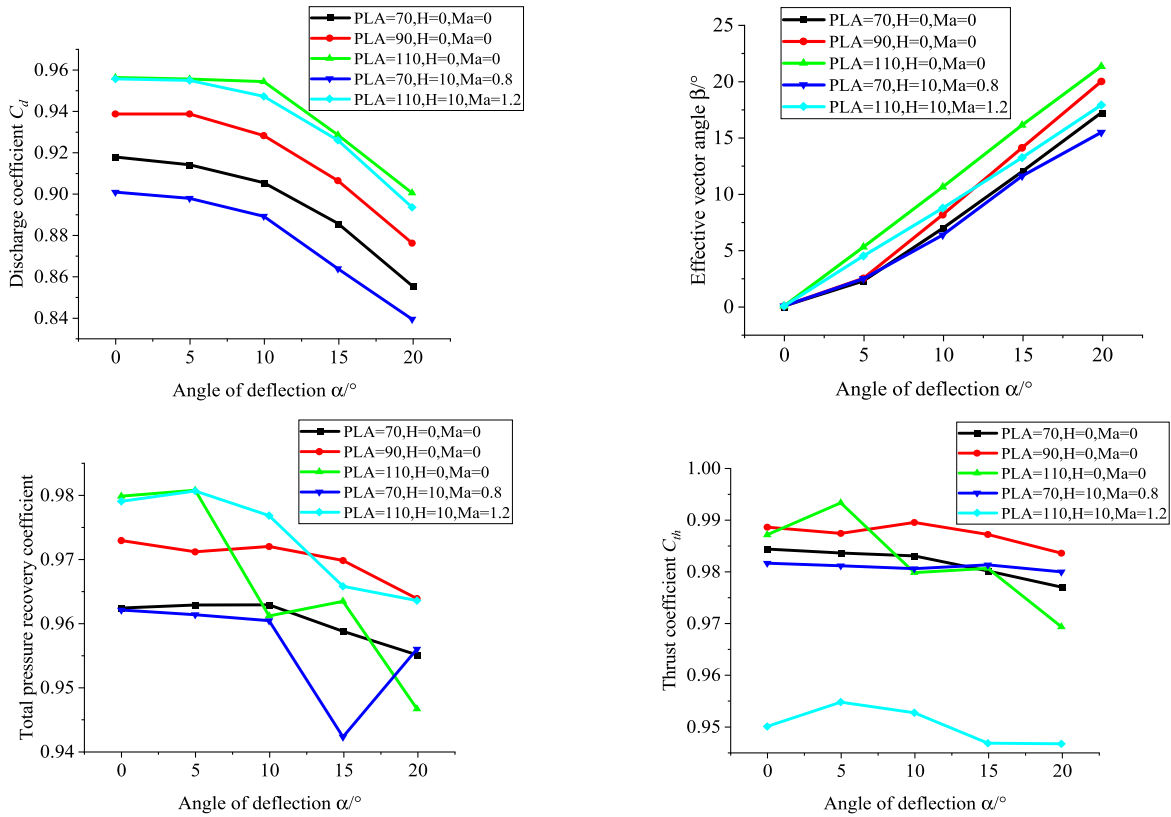 PLA=70,H=0,Ma=0
PLA=90,H=0,Ma=0
PLA=110,H=0,Ma=0
PLA=70,H=10,Ma=0.8
PLA=110,H=10,Ma=1.2
0.96
0.94
0.92
0.90
0.88
0.86
0.84
Discharge coefficient Cd
0 5 10 15 20
Angle of deflection α/°
PLA=70,H=0,Ma=0
PLA=90,H=0,Ma=0
PLA=110,H=0,Ma=0
PLA=70,H=10,Ma=0.8
PLA=110,H=10,Ma=1.2
25
20
15
10
5
0
Effective vector angle β/°
0 5 10 15 20
Angle of deflection α/°
PLA=70,H=0,Ma=0
PLA=90,H=0,Ma=0
PLA=110,H=0,Ma=0
PLA=70,H=10,Ma=0.8
PLA=110,H=10,Ma=1.2
0.98
0.97
0.96
0.95
0.94
Total pressure recovery coefficient
0 5 10 15 20
Angle of deflection α/°
PLA=70,H=0,Ma=0
PLA=90,H=0,Ma=0
PLA=110,H=0,Ma=0
PLA=70,H=10,Ma=0.8
PLA=110,H=10,Ma=1.2
1.00
0.99
0.98
0.97
0.96
0.95
Thrust coefficient Cth
0 5 10 15 20
Angle of deflection α/°